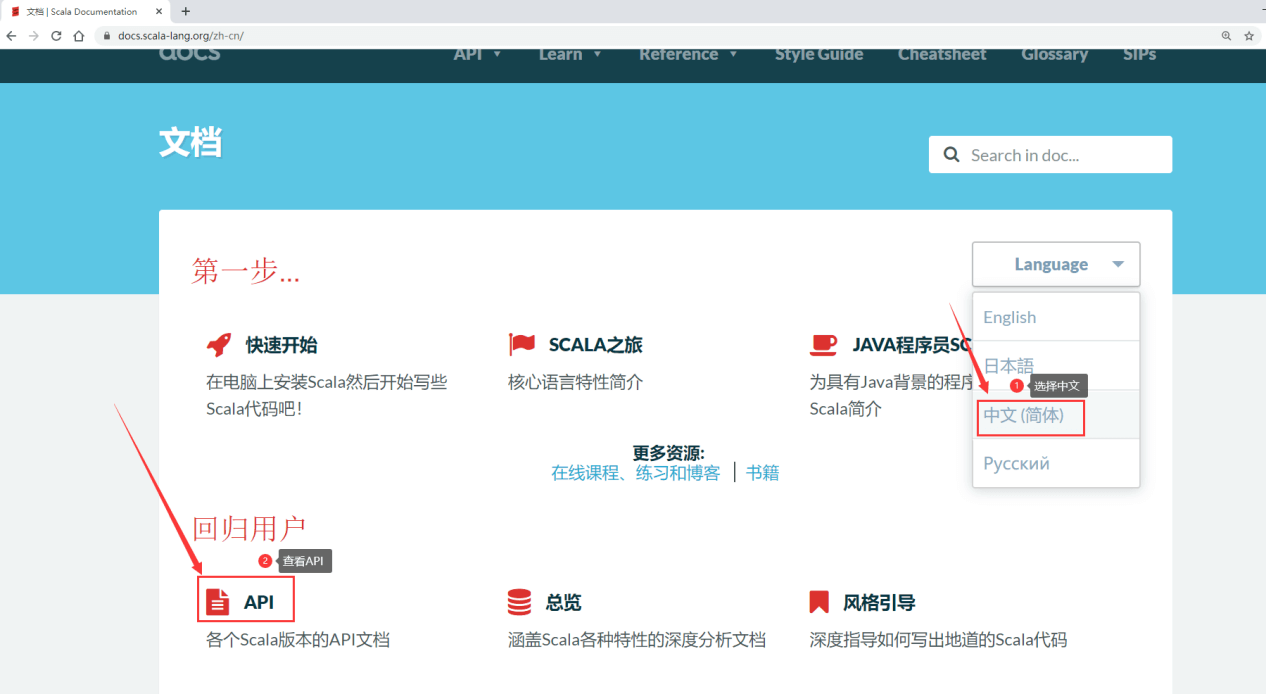 文档 | Scala Documentation
docs.scala-lang.org/zh-cn/
docs API Learn Reference Style Guide Cheatsheet Glossary SIPs
文档
Search in doc...
第一步...
Language
English
日本語
1 选择中文
中文 (简体)
Русский
快速开始
在电脑上安装Scala然后开始写些
Scala代码吧！
SCALA之旅
核心语言特性简介
JAVA程序员SC
为具有Java背景的程序
Scala简介
更多资源:
在线课程、练习和博客 | 书籍
回归用户
2 查看API
API
各个Scala版本的API文档
总览
涵盖Scala各种特性的深度分析文档
风格引导
深度指导如何写出地道的Scala代码